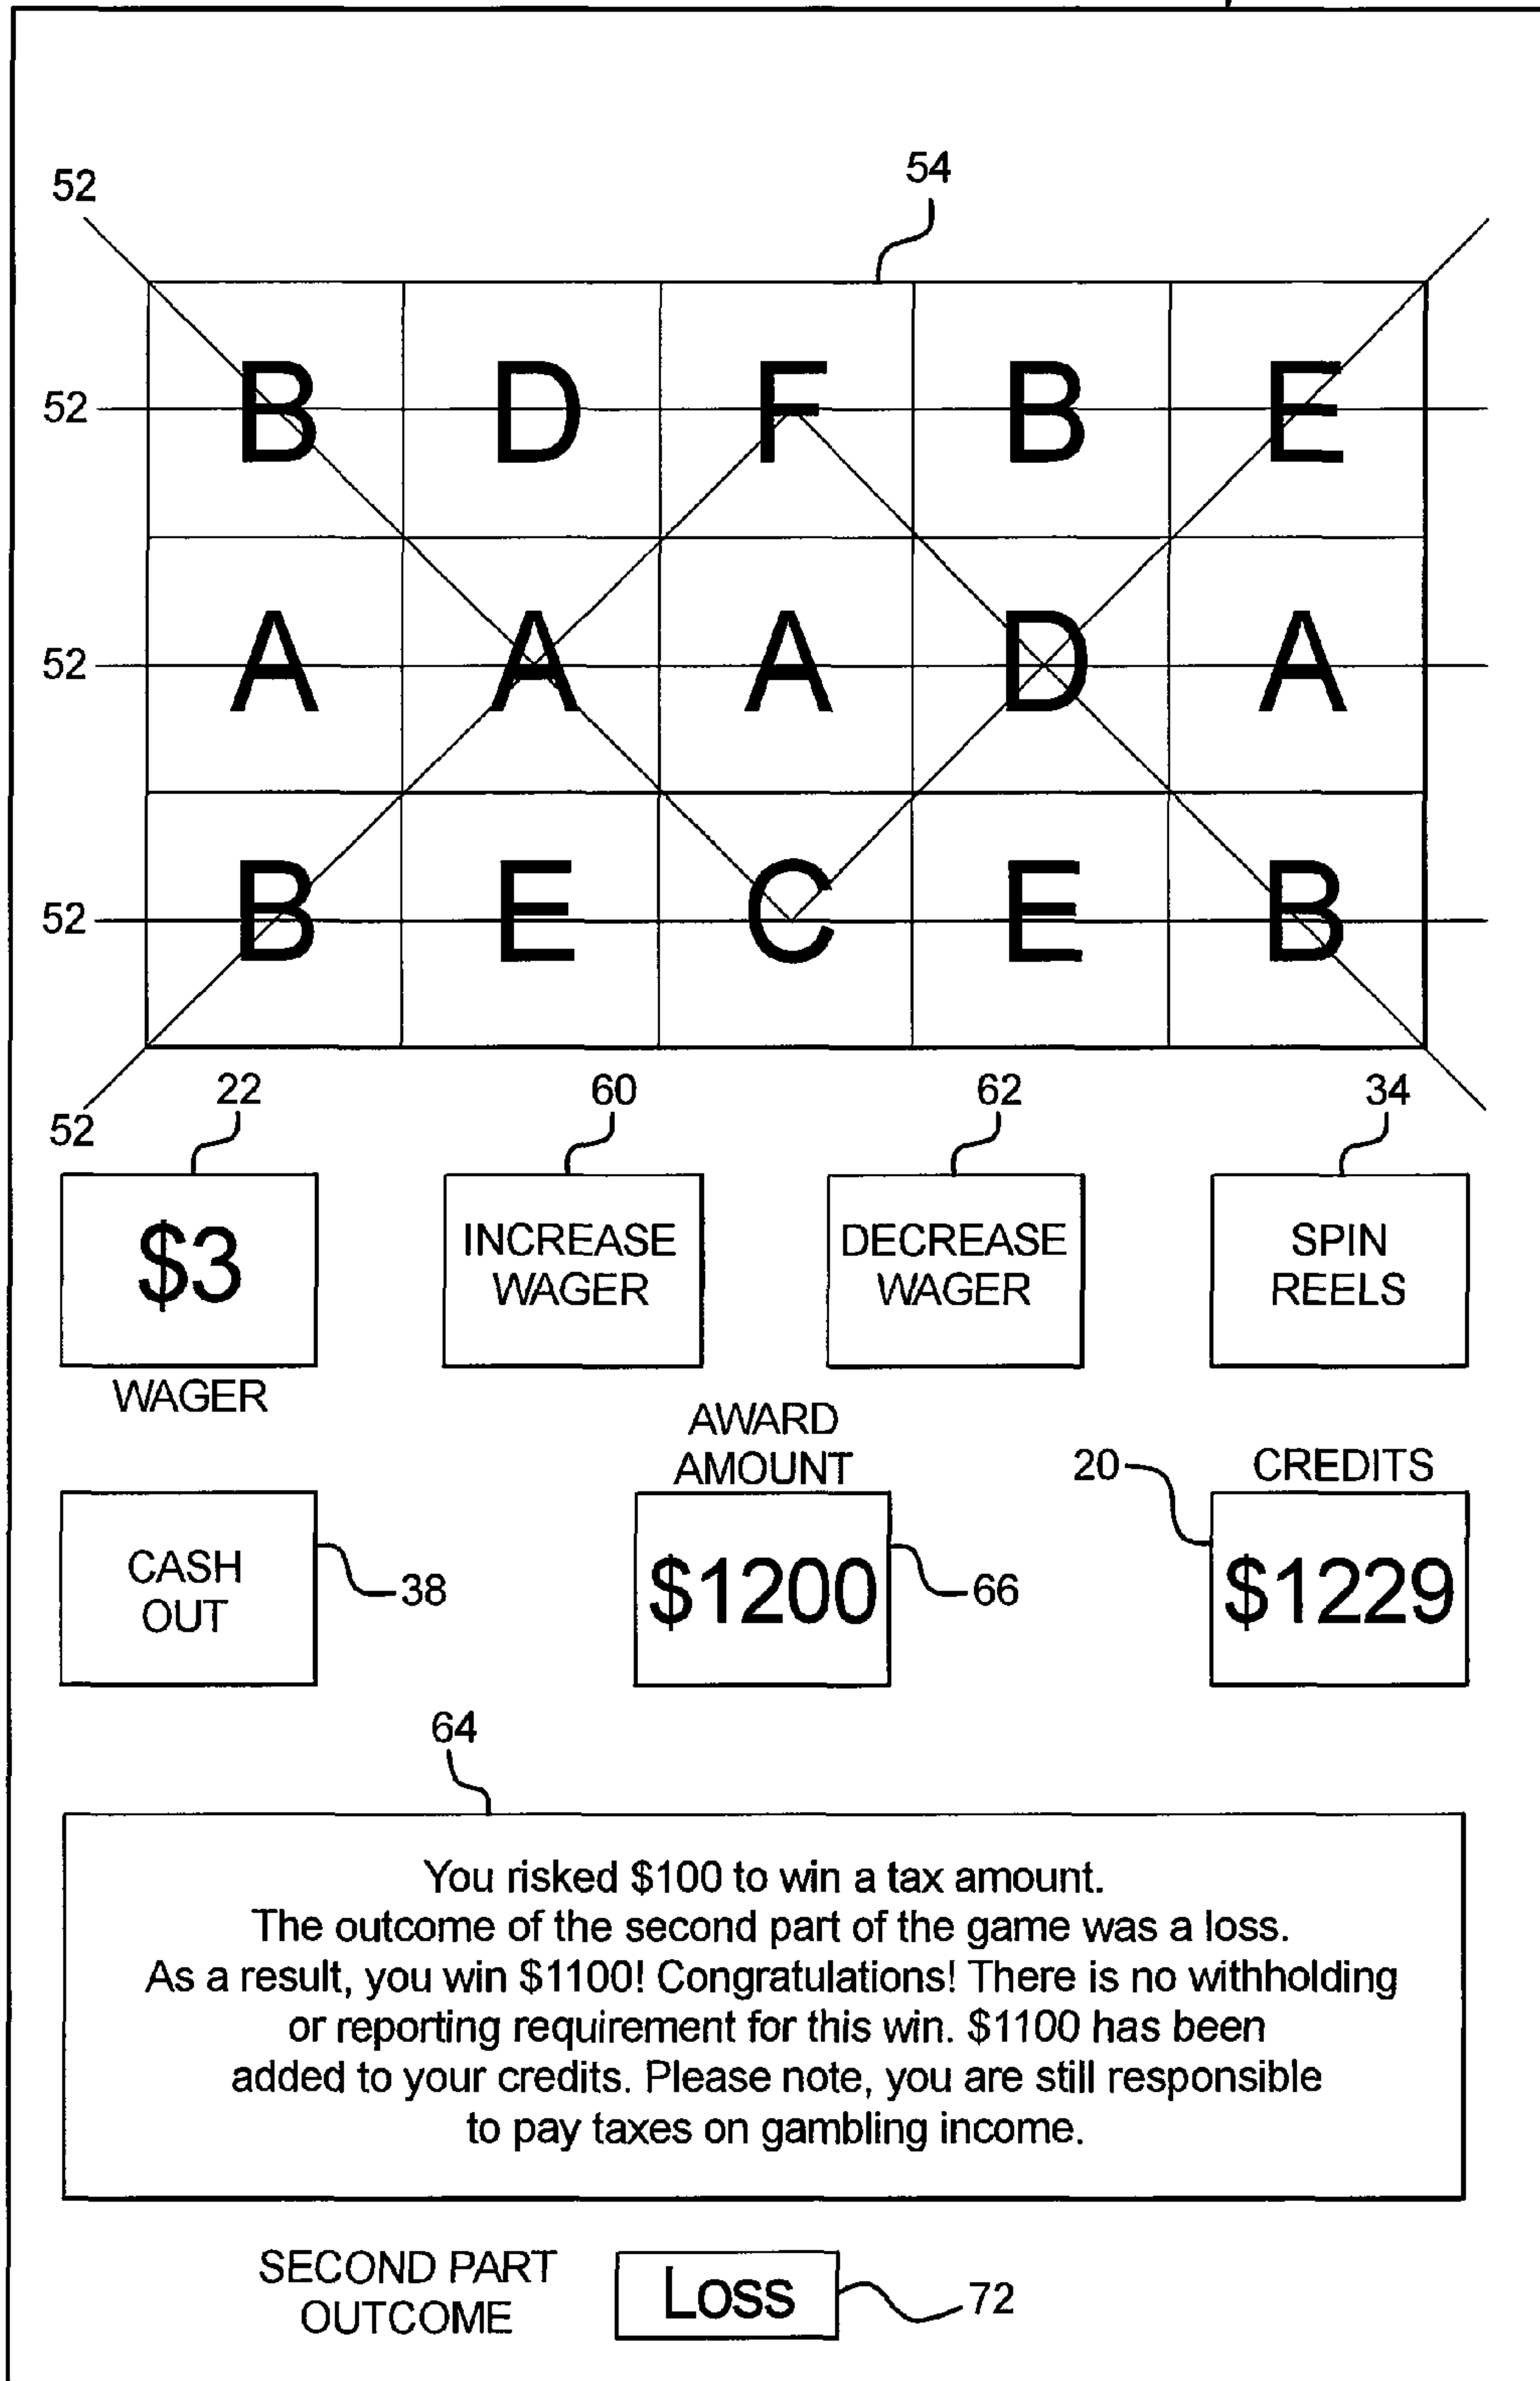 54
52
52 B D F B E
52 A A A D A
52 B E C E B
52
22 60 62 34
$3 INCREASE WAGER DECREASE WAGER SPIN REELS
WAGER
AWARD
AMOUNT
20 CREDITS
CASH
OUT
38
$1200
66
$1229
64
You risked $100 to win a tax amount.
The outcome of the second part of the game was a loss.
As a result, you win $1100! Congratulations! There is no withholding
or reporting requirement for this win. $1100 has been
added to your credits. Please note, you are still responsible
to pay taxes on gambling income.
SECOND PART
OUTCOME
Loss
72